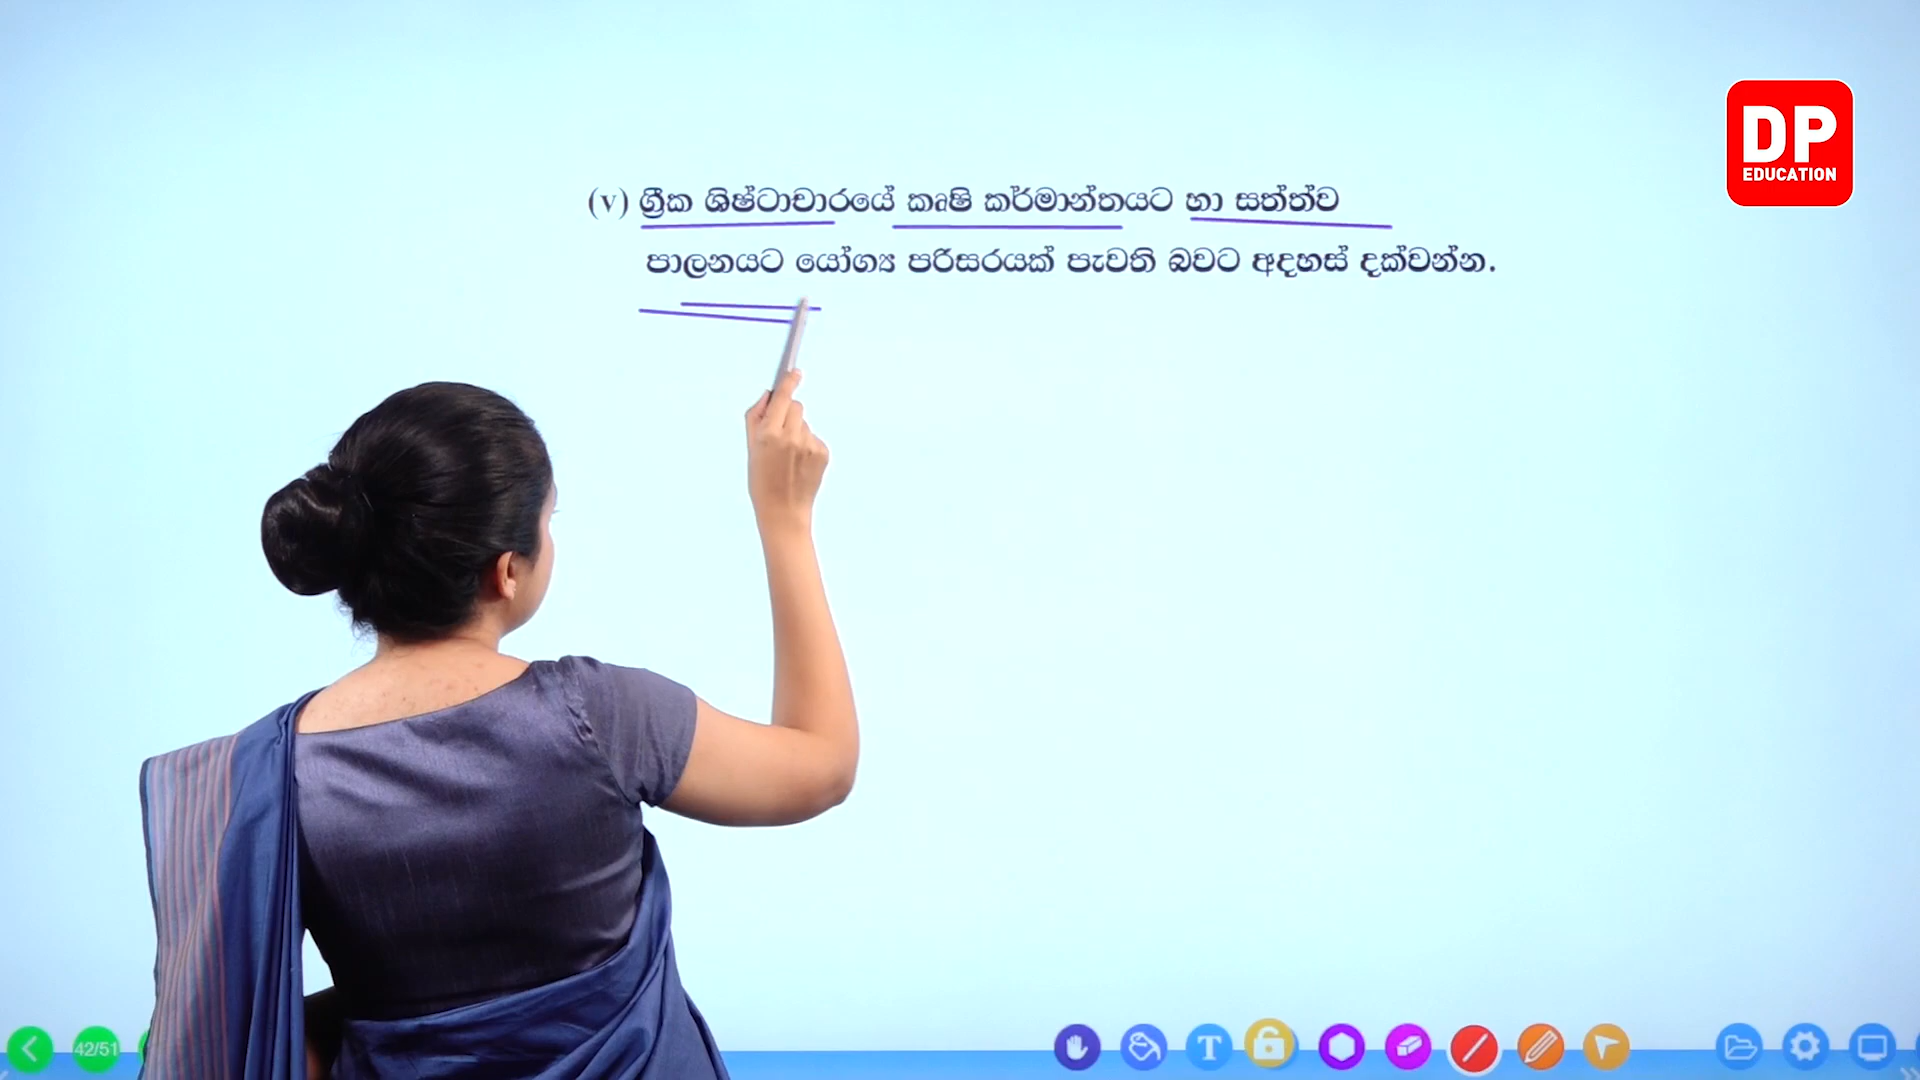 DP
EDUCATION
(v) ග්‍රීක ශිෂ්ටාචාරයේ කෘෂි කර්මාන්තයට හා සත්ත්ව
පාලනයට යෝග්‍ය පරිසරයක් පැවති බවට අදහස් දක්වන්න.
42/51
T